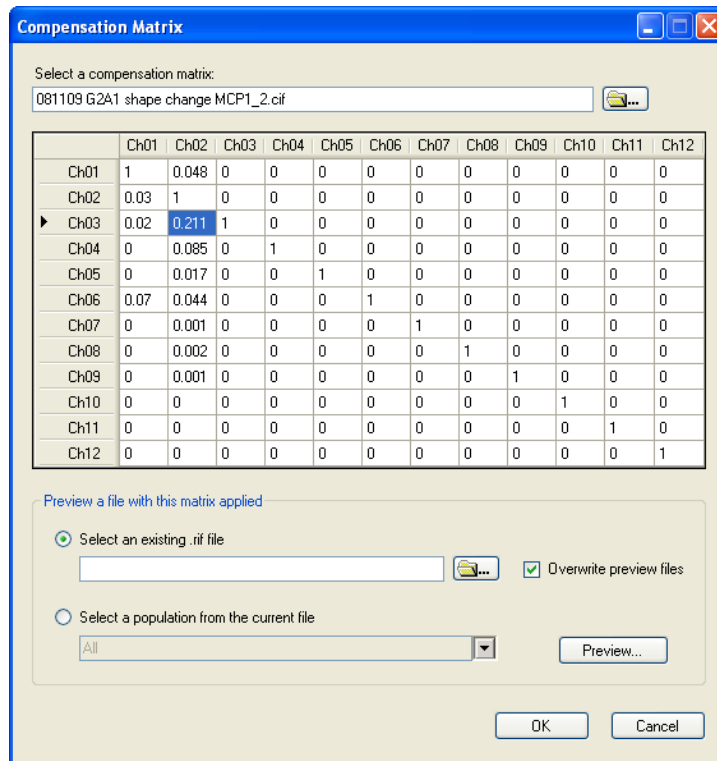 Compensation Matrix
Select a compensation matrix:
081109 G2A1 shape change MCP1_2.cif
...
Ch01 Ch02 Ch03 Ch04 Ch05 Ch06 Ch07 Ch08 Ch09 Ch10 Ch11 Ch12
Ch01 1 0.048 0 0 0 0 0 0 0 0 0 0
Ch02 0.03 1 0 0 0 0 0 0 0 0 0 0
Ch03 0.02 0.211 1 0 0 0 0 0 0 0 0 0
Ch04 0 0.085 0 1 0 0 0 0 0 0 0 0
Ch05 0 0.017 0 0 1 0 0 0 0 0 0 0
Ch06 0.07 0.044 0 0 0 1 0 0 0 0 0 0
Ch07 0 0.001 0 0 0 0 1 0 0 0 0 0
Ch08 0 0.002 0 0 0 0 0 1 0 0 0 0
Ch09 0 0.001 0 0 0 0 0 0 1 0 0 0
Ch10 0 0 0 0 0 0 0 0 0 1 0 0
Ch11 0 0 0 0 0 0 0 0 0 0 1 0
Ch12 0 0 0 0 0 0 0 0 0 0 0 1
Preview a file with this matrix applied
Select an existing .rif file
... Overwrite preview files
Select a population from the current file
All Preview...
OK Cancel